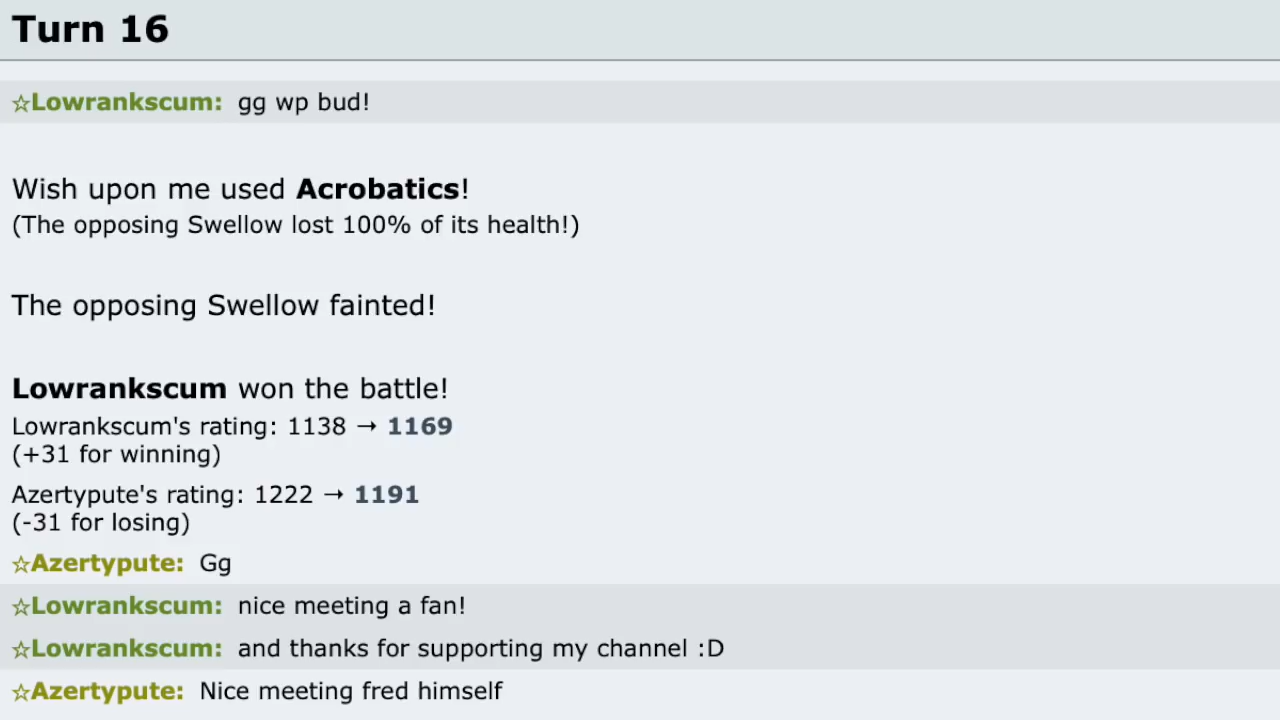 Turn 16
☆Lowrankscum: gg wp bud!
Wish upon me used Acrobatics!
(The opposing Swellow lost 100% of its health!)
The opposing Swellow fainted!
Lowrankscum won the battle!
Lowrankscum's rating: 1138 → 1169
(+31 for winning)
Azertypute's rating: 1222 → 1191
(-31 for losing)
☆Azertypute: Gg
☆Lowrankscum: nice meeting a fan!
☆Lowrankscum: and thanks for supporting my channel :D
☆Azertypute: Nice meeting fred himself